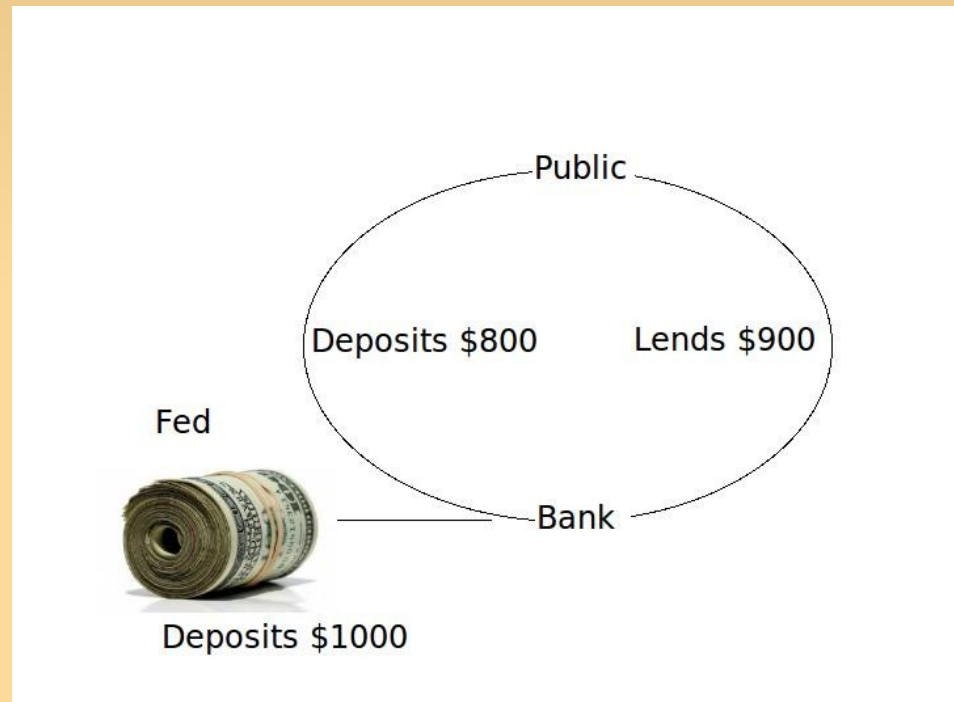 Public
Deposits $800
Lends $900
Fed
Bank
Deposits $1000